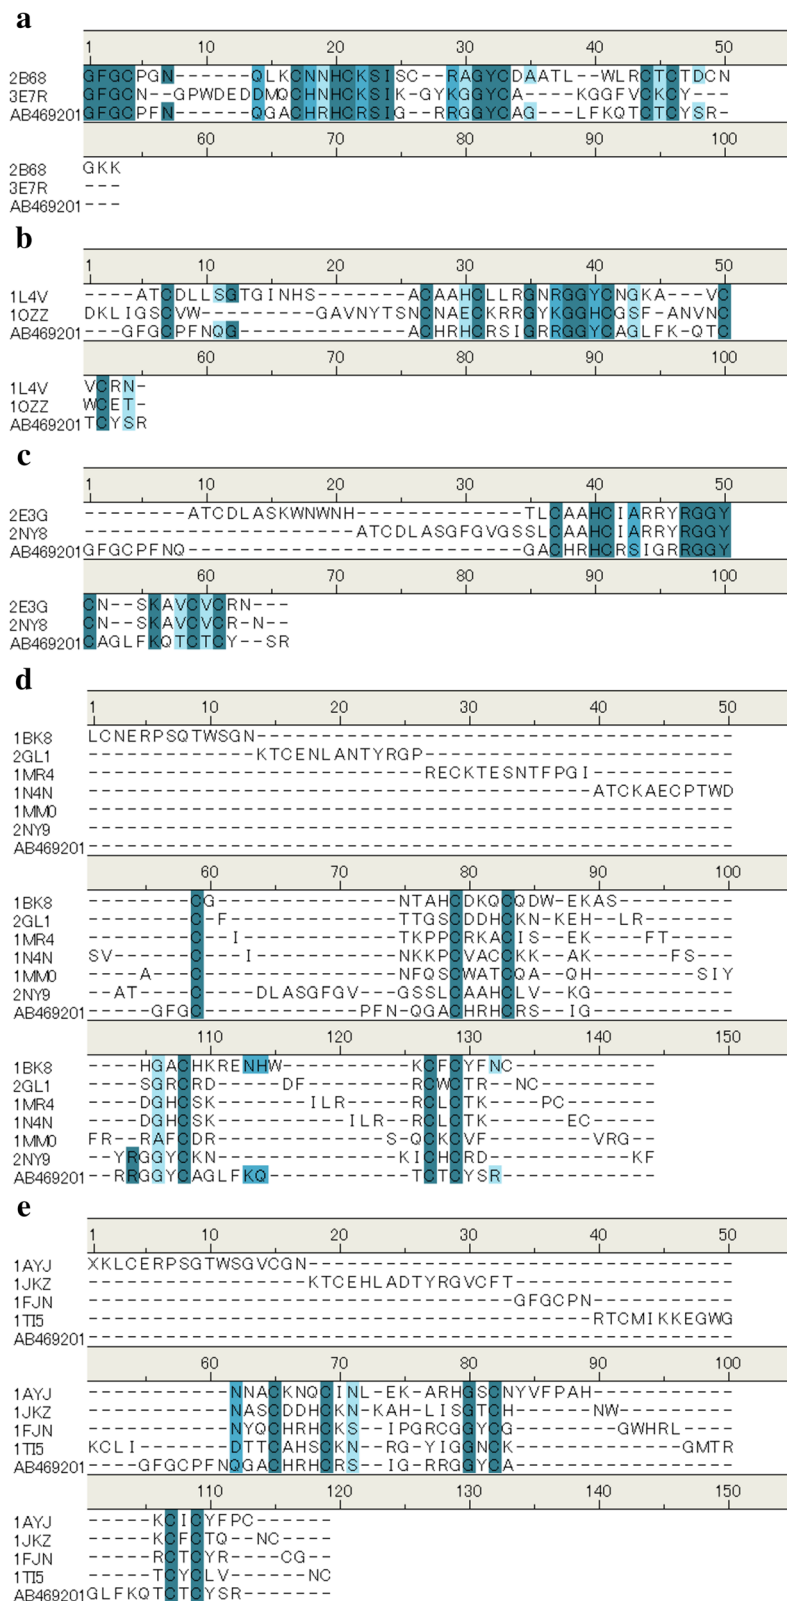 a
1 10 20 30 40 50
2B68 GFGCPGN-------QLKCNNHCKSISC--RAGYCDAATL--WLRCTCTDCN
3E7R GFGCN--GPWDEDDMQCHNHCKSIK-GYKGGYCA----KGGFVCKCY---
AB469201 GFGCPFN------QGACHRHCRSIG--RRGGYCAG---LFKQTCTCYSR-
100
2B68 GKK
3E7R ---
AB469201 ---
b
1 10 20 30 40 50
1L4V ----ATCDLLSGTGINHS-------ACAAHCLLRGNRGGYCNGKA---VC
1OZZ DKLIGSCVW---------GAVNYTSNCNAECKRRGYKGGHCGSF-ANVNC
AB469201 ---GFGCPFNQG-------------ACHRHCRSIGRRGGYCAGLFK-QTC
60 70 80 90 100
1L4V VCRN-
1OZZ WCET-
AB469201 TCYSR
c
1 10 20 30 40 50
2E3G --------ATCDLASKWNWNH-------------TLCAAHCIARRYRGGY
2NY8 ---------------------ATCDLASGFGVGSSLCAAHCIARRYRGGY
AB469201 GFGCPFNQ--------------------------GACHRHCRSIGRRGGY
60 70 80 90 100
2E3G CN--SKAVCVCRN---
2NY8 CN--SKAVCVCR-N--
AB469201 CAGLFKQTCTCY--SR
d
1 10 20 30 40 50
1BK8 LCNERPSQTWSGN-------------------------------------
2GL1 -------------KTCENLANTYRGP------------------------
1MR4 --------------------------RECKTESNTFPGI-----------
1N4N ---------------------------------------ATCKAECPTWD
1MM0 --------------------------------------------------
2NY9 --------------------------------------------------
AB469201 --------------------------------------------------
60 70 80 90 100
1BK8 --------CG--------------NTAHCDKQCQDW-EKAS---------
2GL1 --------C-F-------------TTGSCDDHCKN-KEH--LR-------
1MR4 --------C--I------------TKPPCRKACIS--EK----FT-----
1N4N SV------C---I-----------NKKPCVACCKK--AK------FS---
1MM0 ----A---C---------------NFQSCWATCQA--QH--------SIY
2NY9 --AT----C----DLASGFGV---GSSLCAAHCLV--KG-----------
AB469201 -----GFGC------------PFN-QGACHRHCRS--IG-----------
110 120 130 140 150
1BK8 ----HGACHKRENHW----------KCFCYFNC-----------
2GL1 ----SGRCRD-----DF--------RCWCTR--NC---------
1MR4 ----DGHCSK-------ILR-----RCLCTK----PC-------
1N4N ----DGHCSK----------ILR--RCLCTK------EC-----
1MM0 FR--RAFCDR-------------S-QCKCVF--------VRG--
2NY9 --YRGGYCKN--------------KICHCRD-----------KF
AB469201 --RRGGYCAGLFKQ-----------TCTCYSR------------
e
1 10 20 30 40 50
1AYJ XKLCERPSGTWSGVCGN---------------------------------
1JKZ -----------------KTCEHLADTYRGVCFT-----------------
1FJN ---------------------------------GFGCPN-----------
1TI5 ---------------------------------------RTCMIKKEGWG
AB469201 --------------------------------------------------
60 70 80 90 100
1AYJ -----------NNACKNQCINL-EK-ARHGSCNYVFPAH-----------
1JKZ -----------NASCDDHCKN-KAH-LISGTCH-------NW--------
1FJN -----------NYQCHRHCKS--IPGRCGGYCG---------GWHRL---
1TI5 KCLI-------DTTCAHSCKN--RG-YIGGNCK--------------GMTR
AB469201 ----GFGCPFNQGACHRHCRS--IG-RRGGYCA-----------------
110 120 130 140 150
1AYJ -----KCICYFPC------
1JKZ -----KCFCTQ--NC----
1FJN -----RCTCYR----CG--
1TI5 -----TCYCLV------NC
AB469201 GLFKQTCTCYSR-------